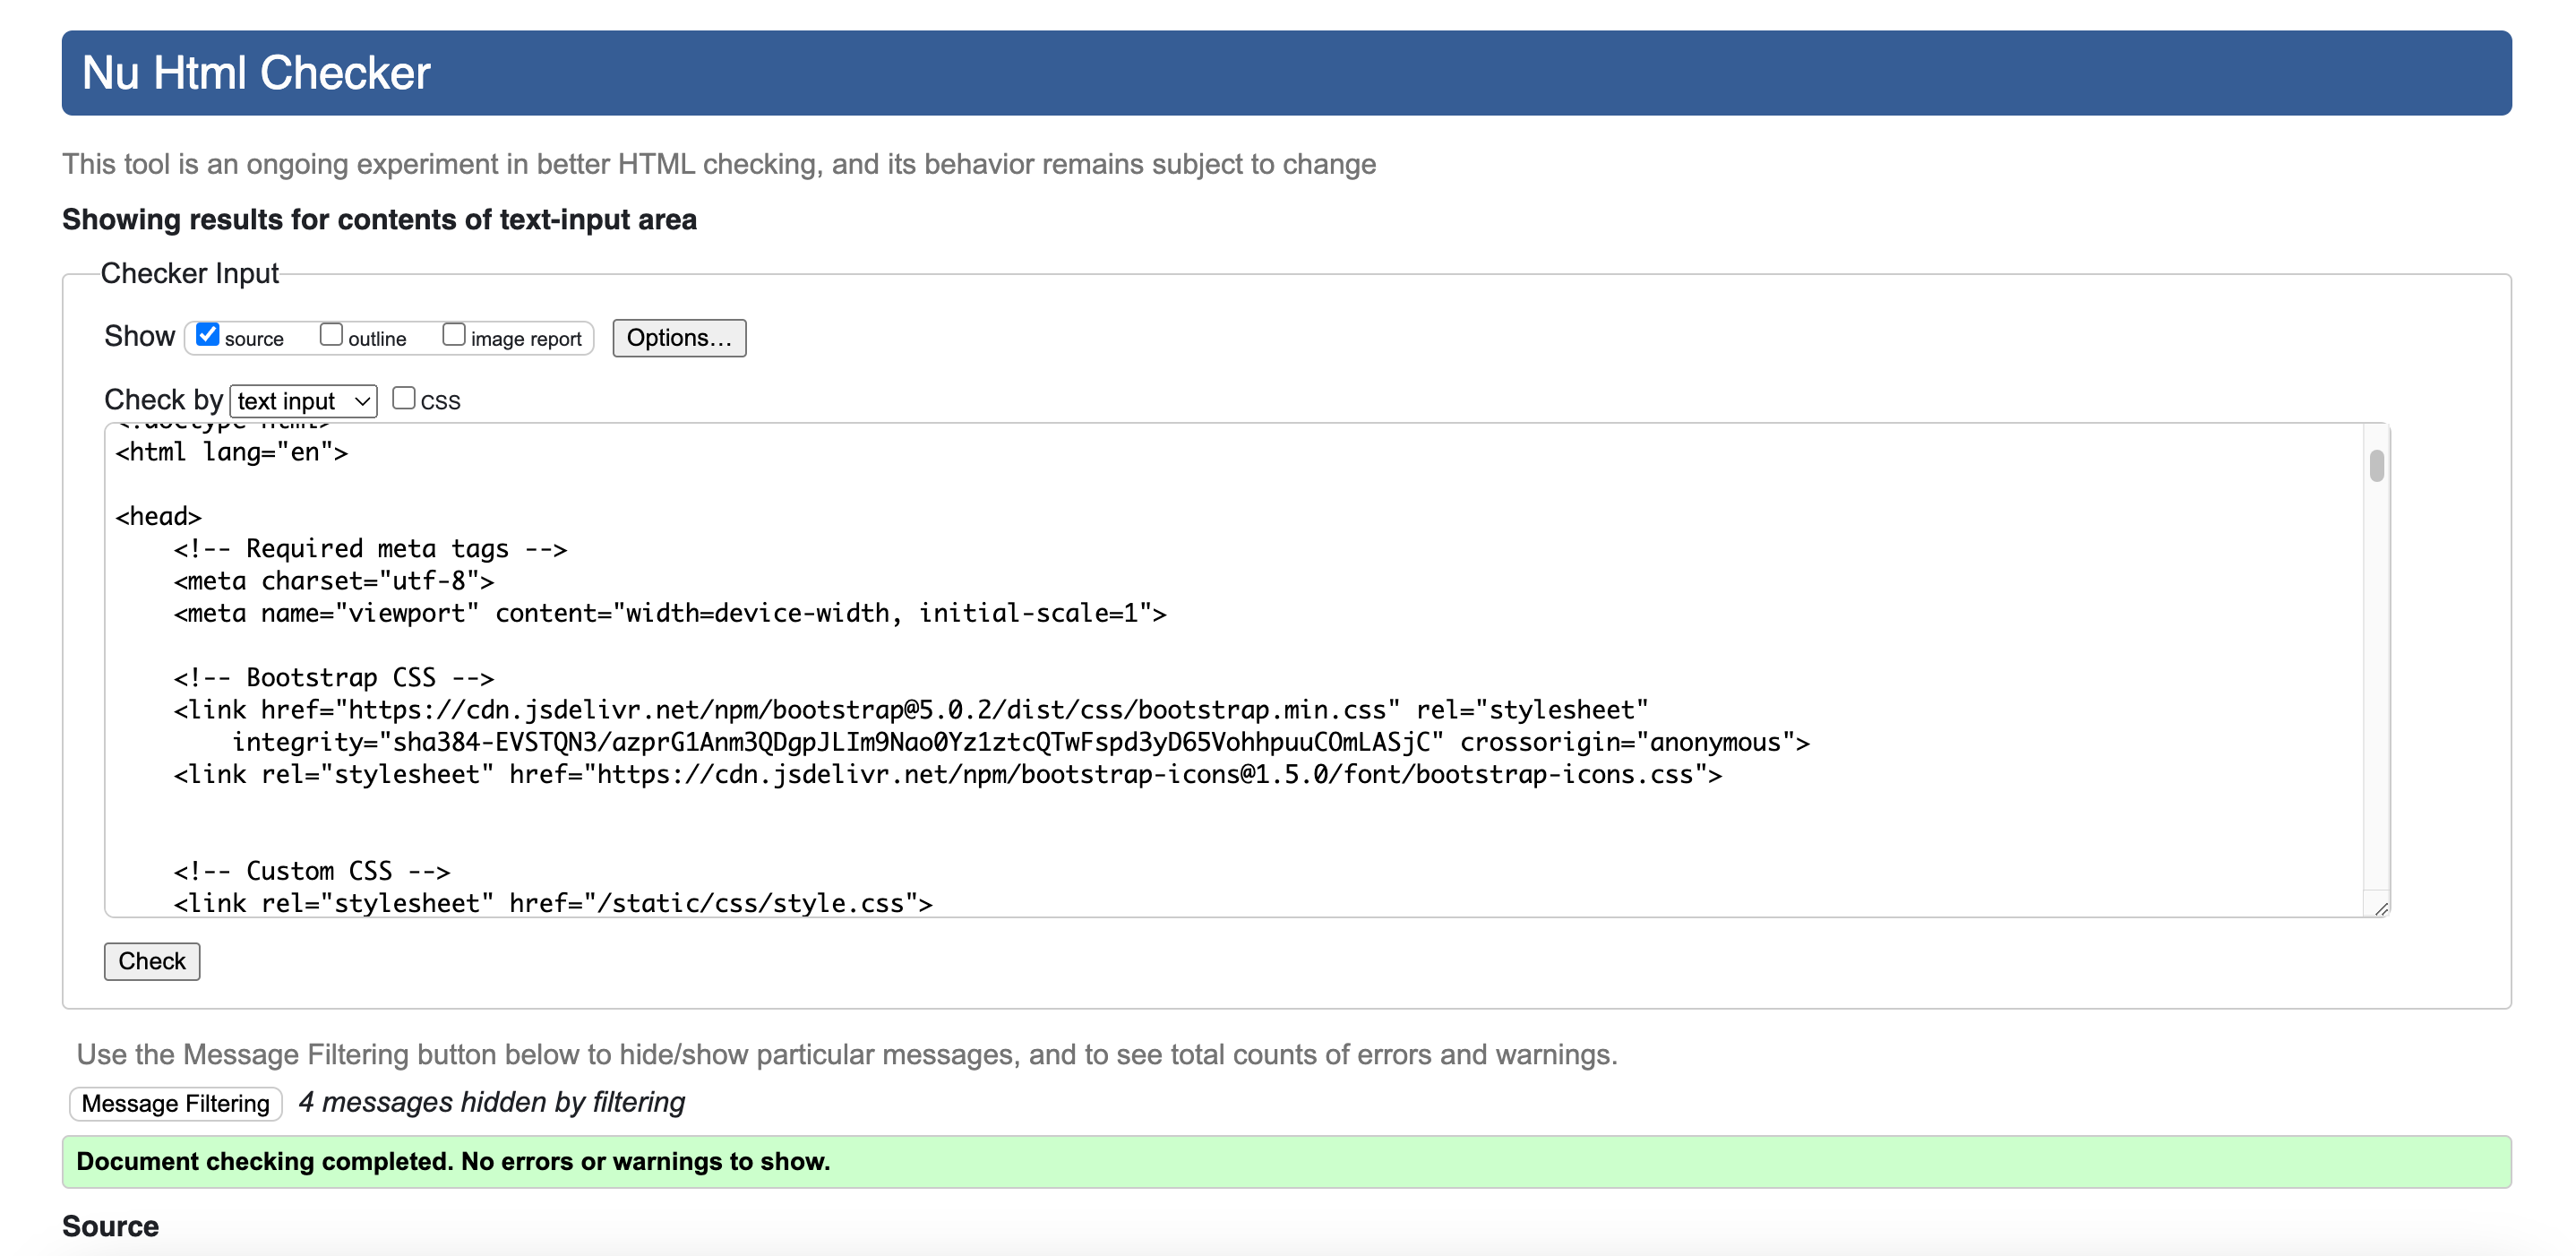 Nu Html Checker
This tool is an ongoing experiment in better HTML checking, and its behavior remains subject to change
Showing results for contents of text-input area
Checker Input
Show source outline image report Options...
Check by text input CSS
<!doctype html>
<html lang="en">
<head>
<!-- Required meta tags -->
<meta charset="utf-8">
<meta name="viewport" content="width=device-width, initial-scale=1">
<!-- Bootstrap CSS -->
<link href="https://cdn.jsdelivr.net/npm/bootstrap@5.0.2/dist/css/bootstrap.min.css" rel="stylesheet"
integrity="sha384-EVSTQN3/azprG1Anm3QDgpJLIm9Nao0Yz1ztcQTwFspd3yD65VohhpuuCOmLASjC" crossorigin="anonymous">
<link rel="stylesheet" href="https://cdn.jsdelivr.net/npm/bootstrap-icons@1.5.0/font/bootstrap-icons.css">
<!-- Custom CSS -->
<link rel="stylesheet" href="/static/css/style.css">
Check
Use the Message Filtering button below to hide/show particular messages, and to see total counts of errors and warnings.
Message Filtering 4 messages hidden by filtering
Document checking completed. No errors or warnings to show.
Source